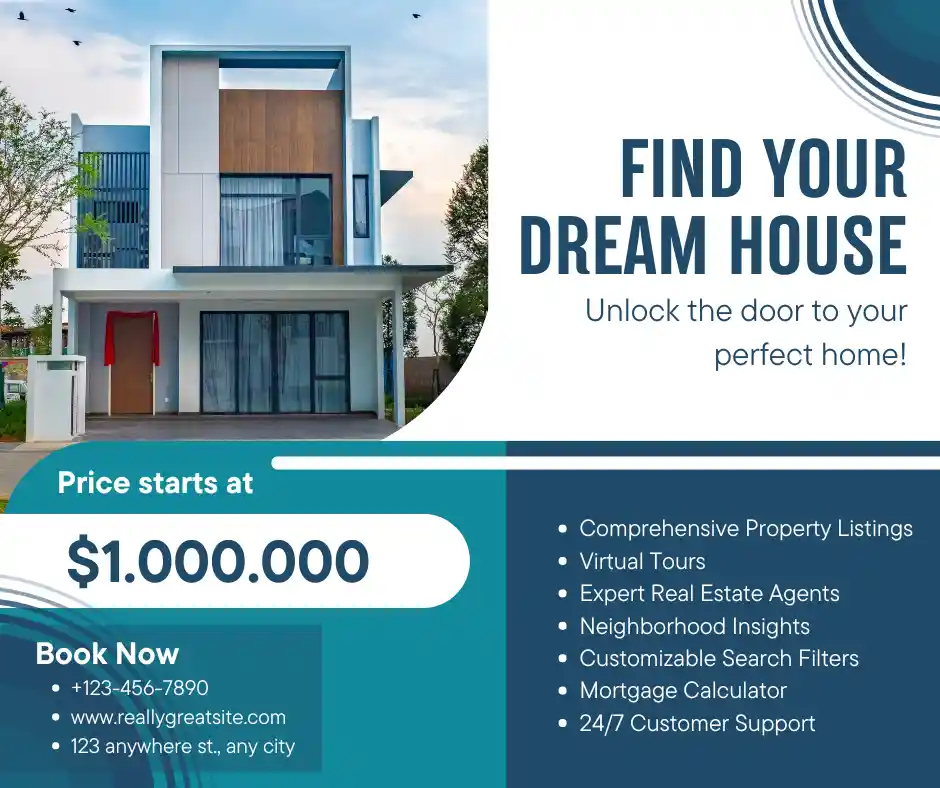 FIND YOUR
DREAM HOUSE
Unlock the door to your
perfect home!
Price starts at
$1.000.000
Book Now
• +123-456-7890
• www.reallygreatsite.com
• 123 anywhere st., any city
• Comprehensive Property Listings
• Virtual Tours
• Expert Real Estate Agents
• Neighborhood Insights
• Customizable Search Filters
• Mortgage Calculator
• 24/7 Customer Support